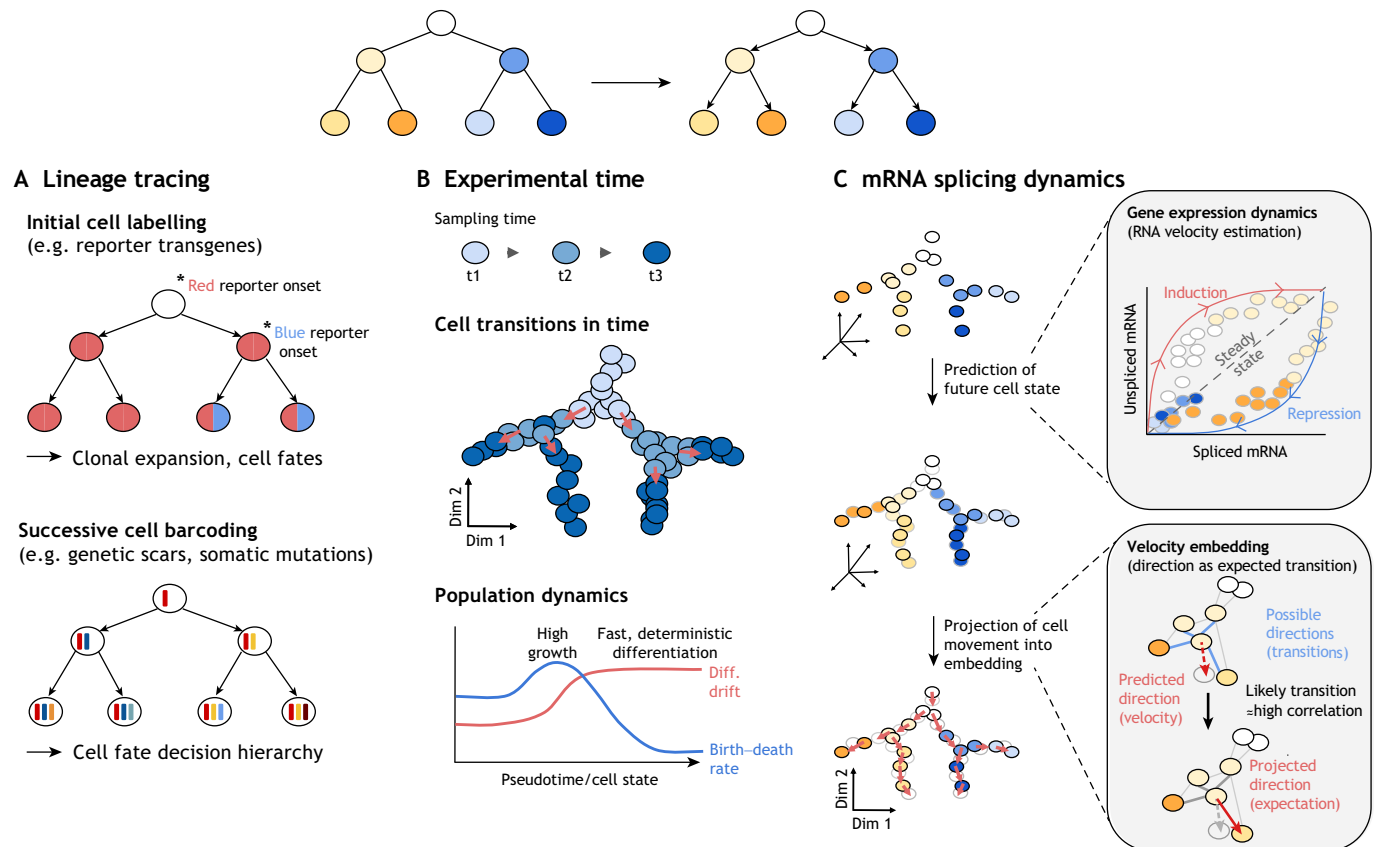 A Lineage tracing
Initial cell labelling
(e.g. reporter transgenes)
* Red reporter onset
* Blue reporter
onset
Clonal expansion, cell fates
Successive cell barcoding
(e.g. genetic scars, somatic mutations)
Cell fate decision hierarchy
B Experimental time
Sampling time
t1
t2
t3
Cell transitions in time
Dim 2
Dim 1
Population dynamics
High
growth
Fast, deterministic
differentiation
Diff.
drift
Birth–death
rate
Pseudotime/cell state
C mRNA splicing dynamics
Prediction of
future cell state
Projection of cell
movement into
embedding
Dim 2
Dim 1
Gene expression dynamics
(RNA velocity estimation)
Induction
Steady
state
Repression
Unspliced mRNA
Spliced mRNA
Velocity embedding
(direction as expected transition)
Possible
directions
(transitions)
Predicted
direction
(velocity)
Likely transition
≈high correlation
Projected
direction
(expectation)